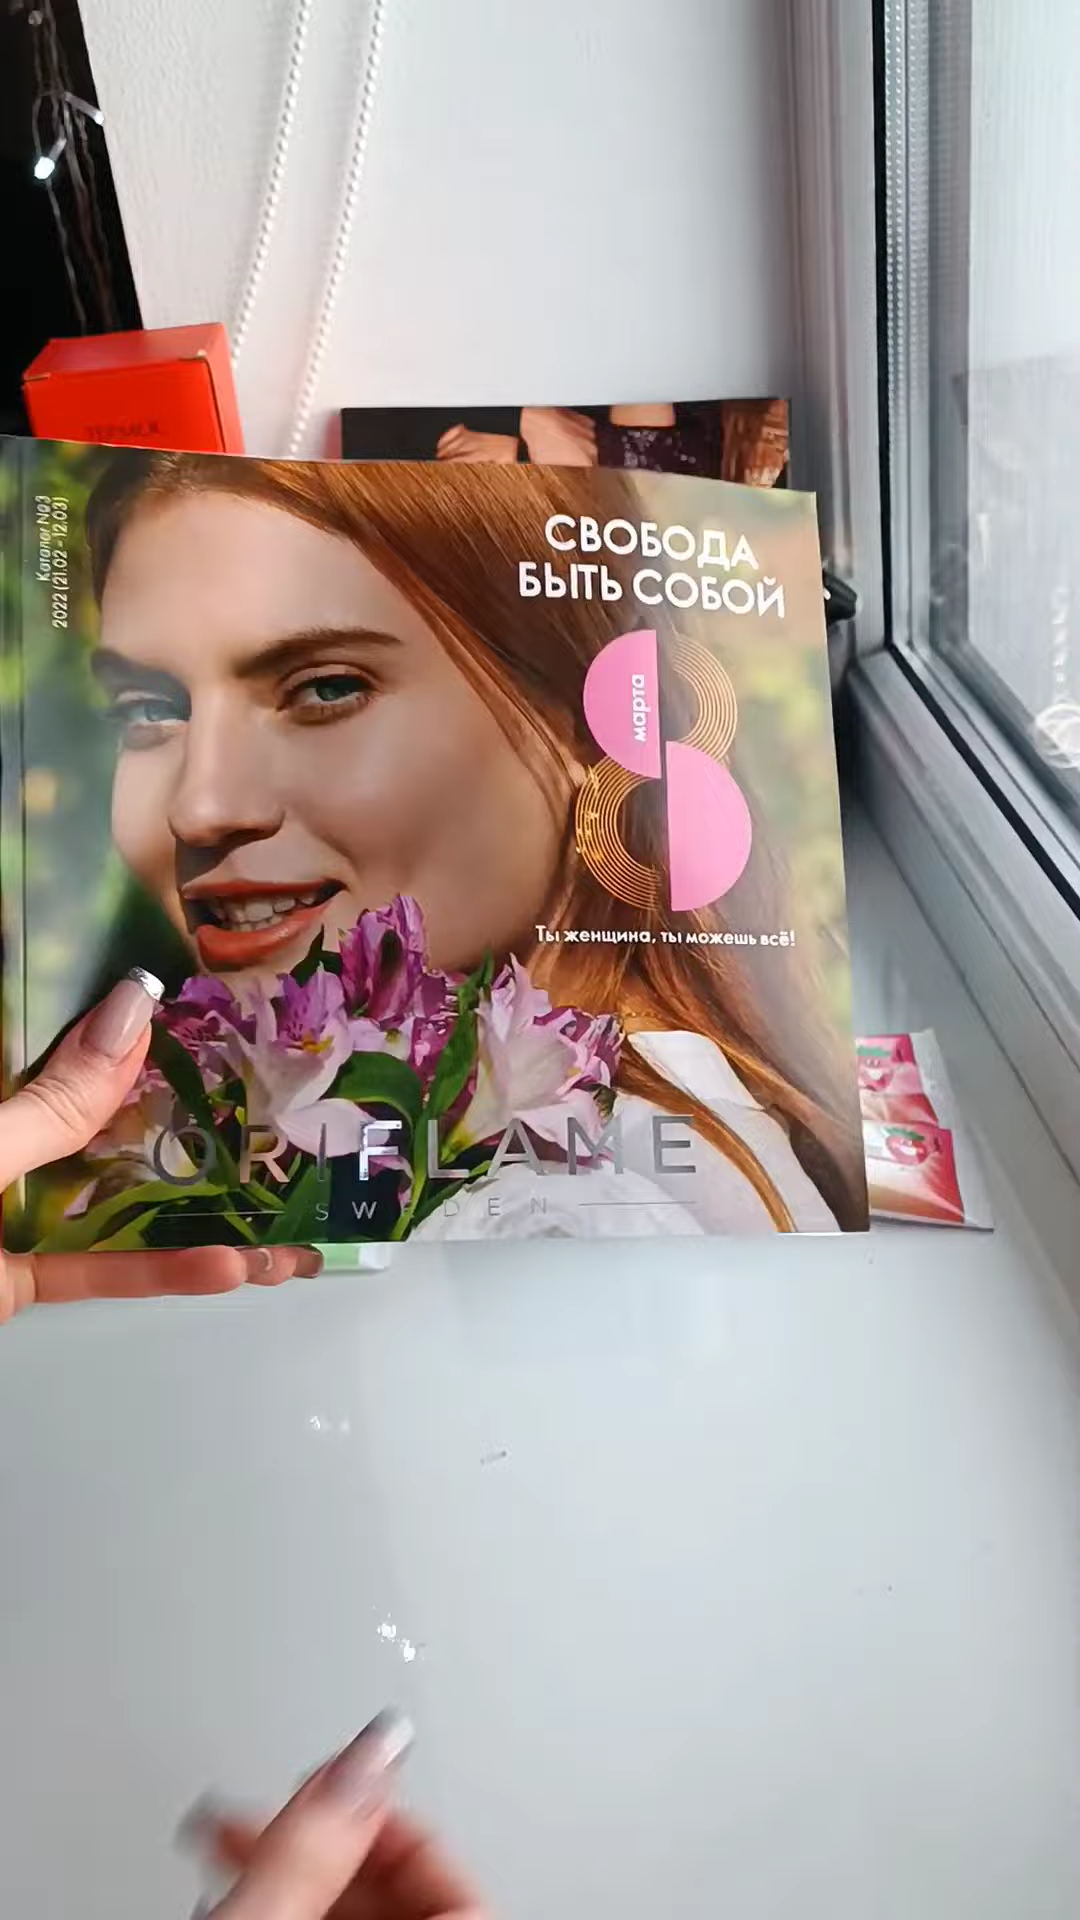 Каталог №3
2022 (21.02 - 12.03)
СВОБОДА
БЫТЬ СОБОЙ
8
марта
Ты женщина, ты можешь всё!
ORIFLAME
SWEDEN